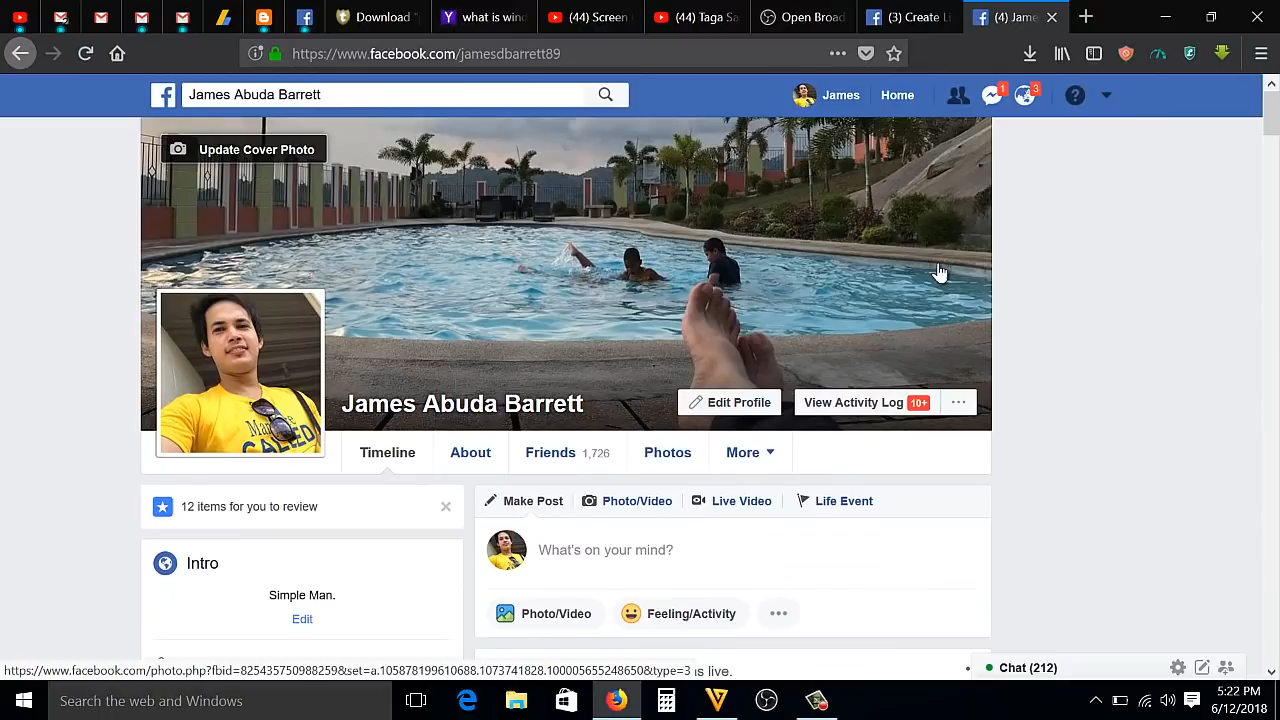 Download "
what is wind
(44) Screen
(44) Taga Sa
Open Broad
(3) Create Li
(4) Jame
https://www.facebook.com/jamesdbarrett89
James Abuda Barrett
James
Home
1
3
Update Cover Photo
James Abuda Barrett
Edit Profile
View Activity Log 10+
Timeline
About
Friends 1,726
Photos
More
12 items for you to review
Make Post
Photo/Video
Live Video
Life Event
What's on your mind?
Intro
Simple Man.
Edit
Photo/Video
Feeling/Activity
https://www.facebook.com/photo.php?fbid=825435750988259&set=a.105878199610688.1073741828.100005655248650&type=3
is live.
Chat (212)
Search the web and Windows
5:22 PM
6/12/2018